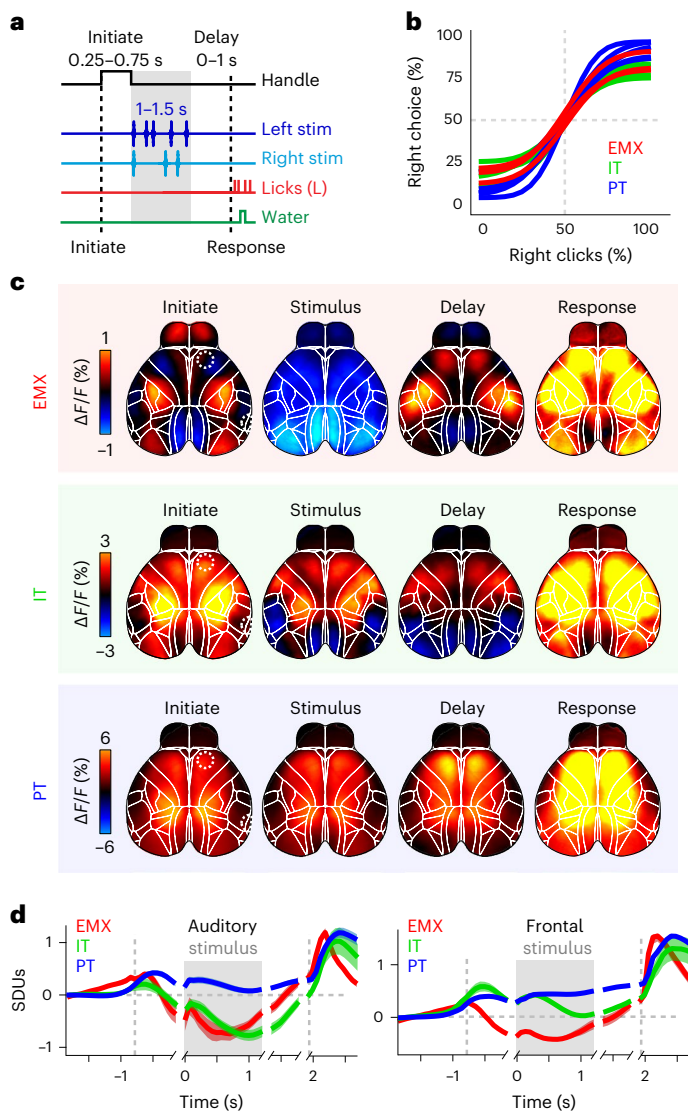 a
Initiate
0.25–0.75 s
Delay
0–1 s
Handle
1–1.5 s
Left stim
Right stim
Licks (L)
Water
Initiate
Response
b
Right choice (%)
100
75
50
25
0
EMX
IT
PT
0
50
100
Right clicks (%)
c
EMX
ΔF/F (%)
1
–1
Initiate
Stimulus
Delay
Response
IT
ΔF/F (%)
3
–3
Initiate
Stimulus
Delay
Response
PT
ΔF/F (%)
6
–6
Initiate
Stimulus
Delay
Response
d
EMX
IT
PT
Auditory
stimulus
SDUs
1
0
–1
–1
0
1
2
Time (s)
EMX
IT
PT
Frontal
stimulus
1
0
–1
0
1
2
Time (s)